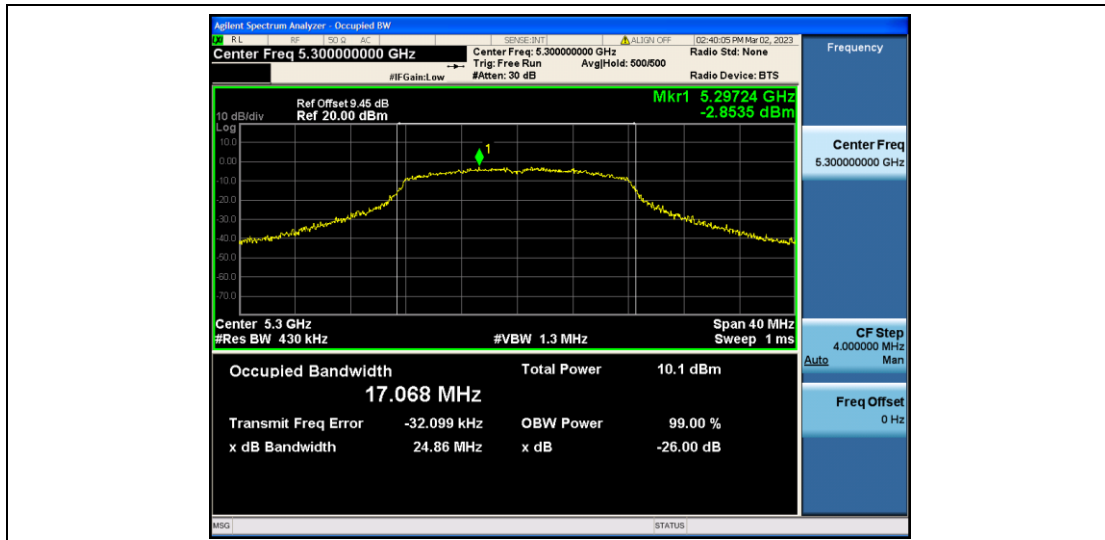 Agilent Spectrum Analyzer - Occupied BW
RL RF 50 Ω AC SENSE:INT ALIGN OFF 02:40:05 PM Mar 02, 2023
Center Freq 5.300000000 GHz
Center Freq: 5.300000000 GHz Radio Std: None
Trig: Free Run Avg|Hold: 500/500
#IFGain:Low #Atten: 30 dB Radio Device: BTS
Frequency
Mkr1 5.29724 GHz
-2.8535 dBm
Ref Offset 9.45 dB
10 dB/div Ref 20.00 dBm
Log
10.0
0.00
-10.0
-20.0
-30.0
-40.0
-50.0
-60.0
-70.0
1
Center Freq
5.300000000 GHz
Center 5.3 GHz Span 40 MHz
#Res BW 430 kHz #VBW 1.3 MHz Sweep 1 ms
CF Step
4.000000 MHz
Auto Man
Occupied Bandwidth Total Power 10.1 dBm
17.068 MHz
Transmit Freq Error -32.099 kHz OBW Power 99.00 %
x dB Bandwidth 24.86 MHz x dB -26.00 dB
Freq Offset
0 Hz
MSG STATUS